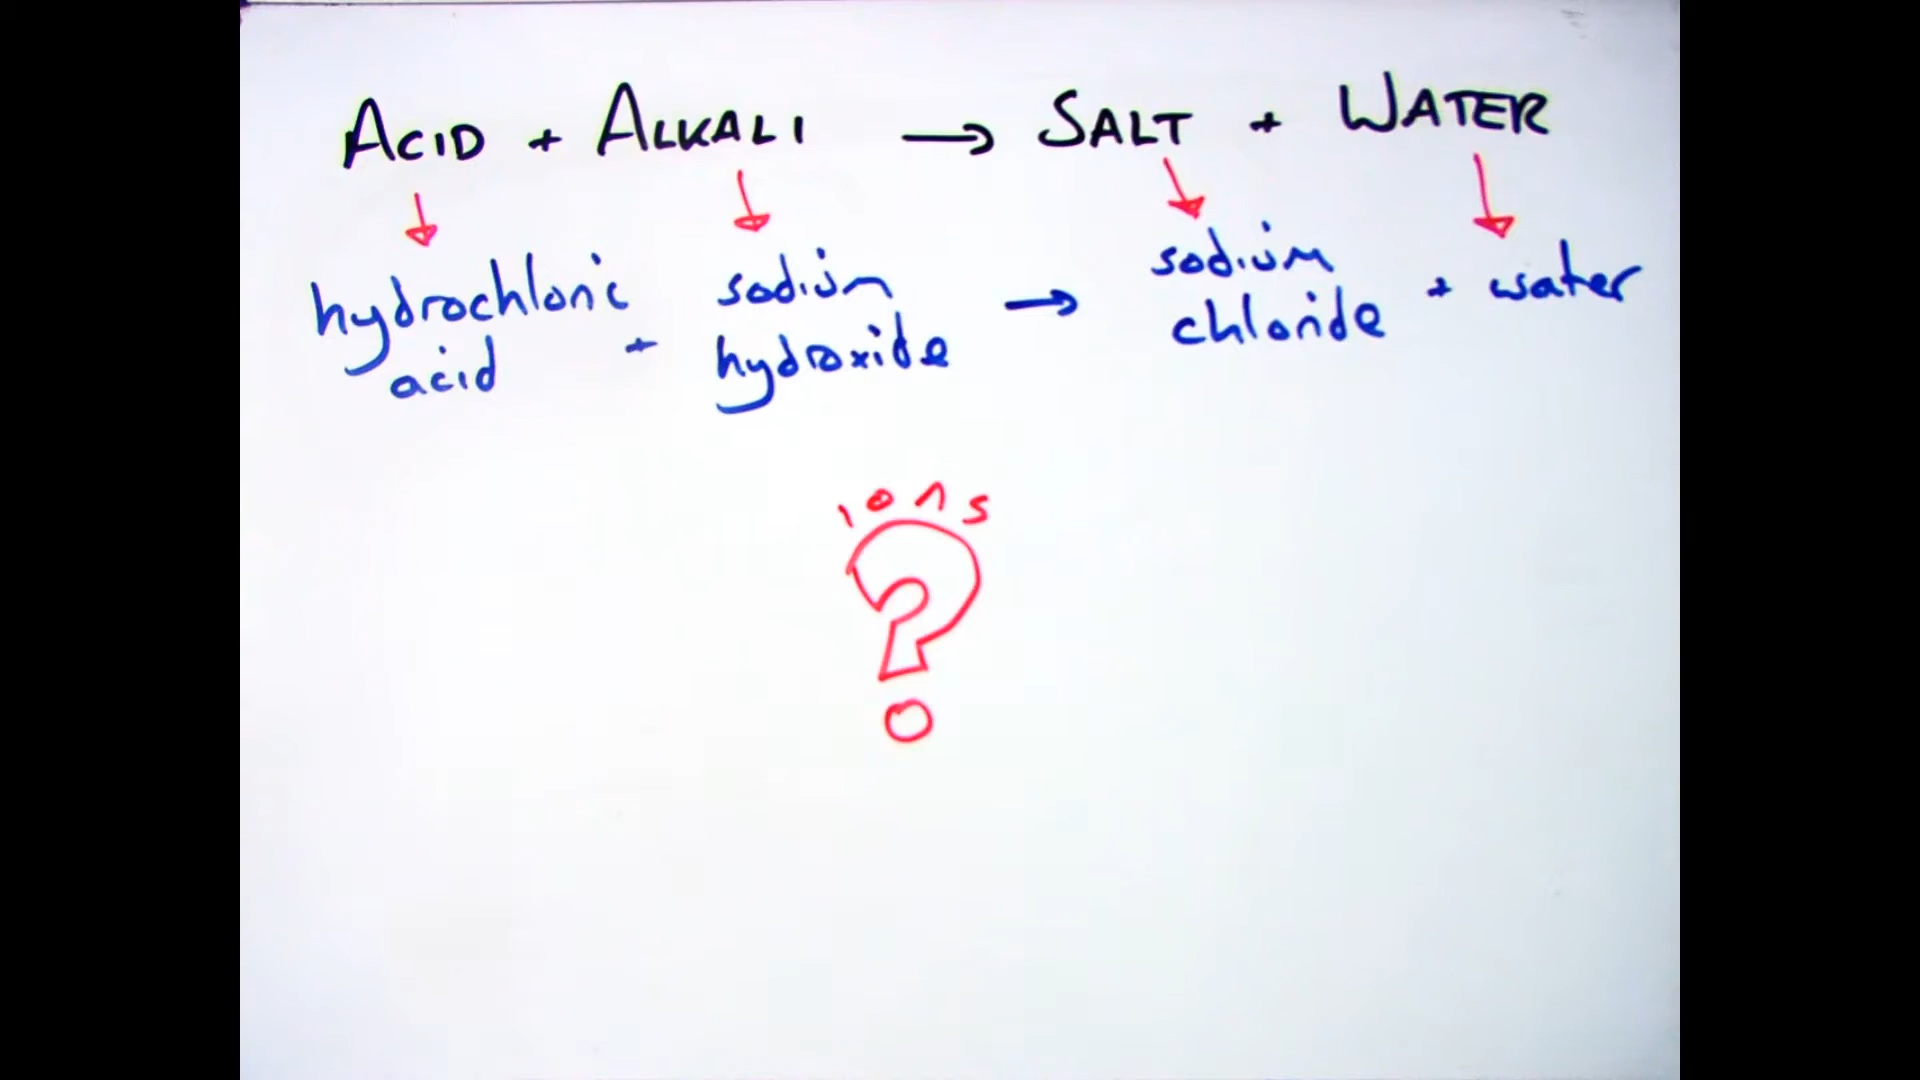 ACID + ALKALI → SALT + WATER
hydrochloric acid + sodium hydroxide → sodium chloride + water
ions
?